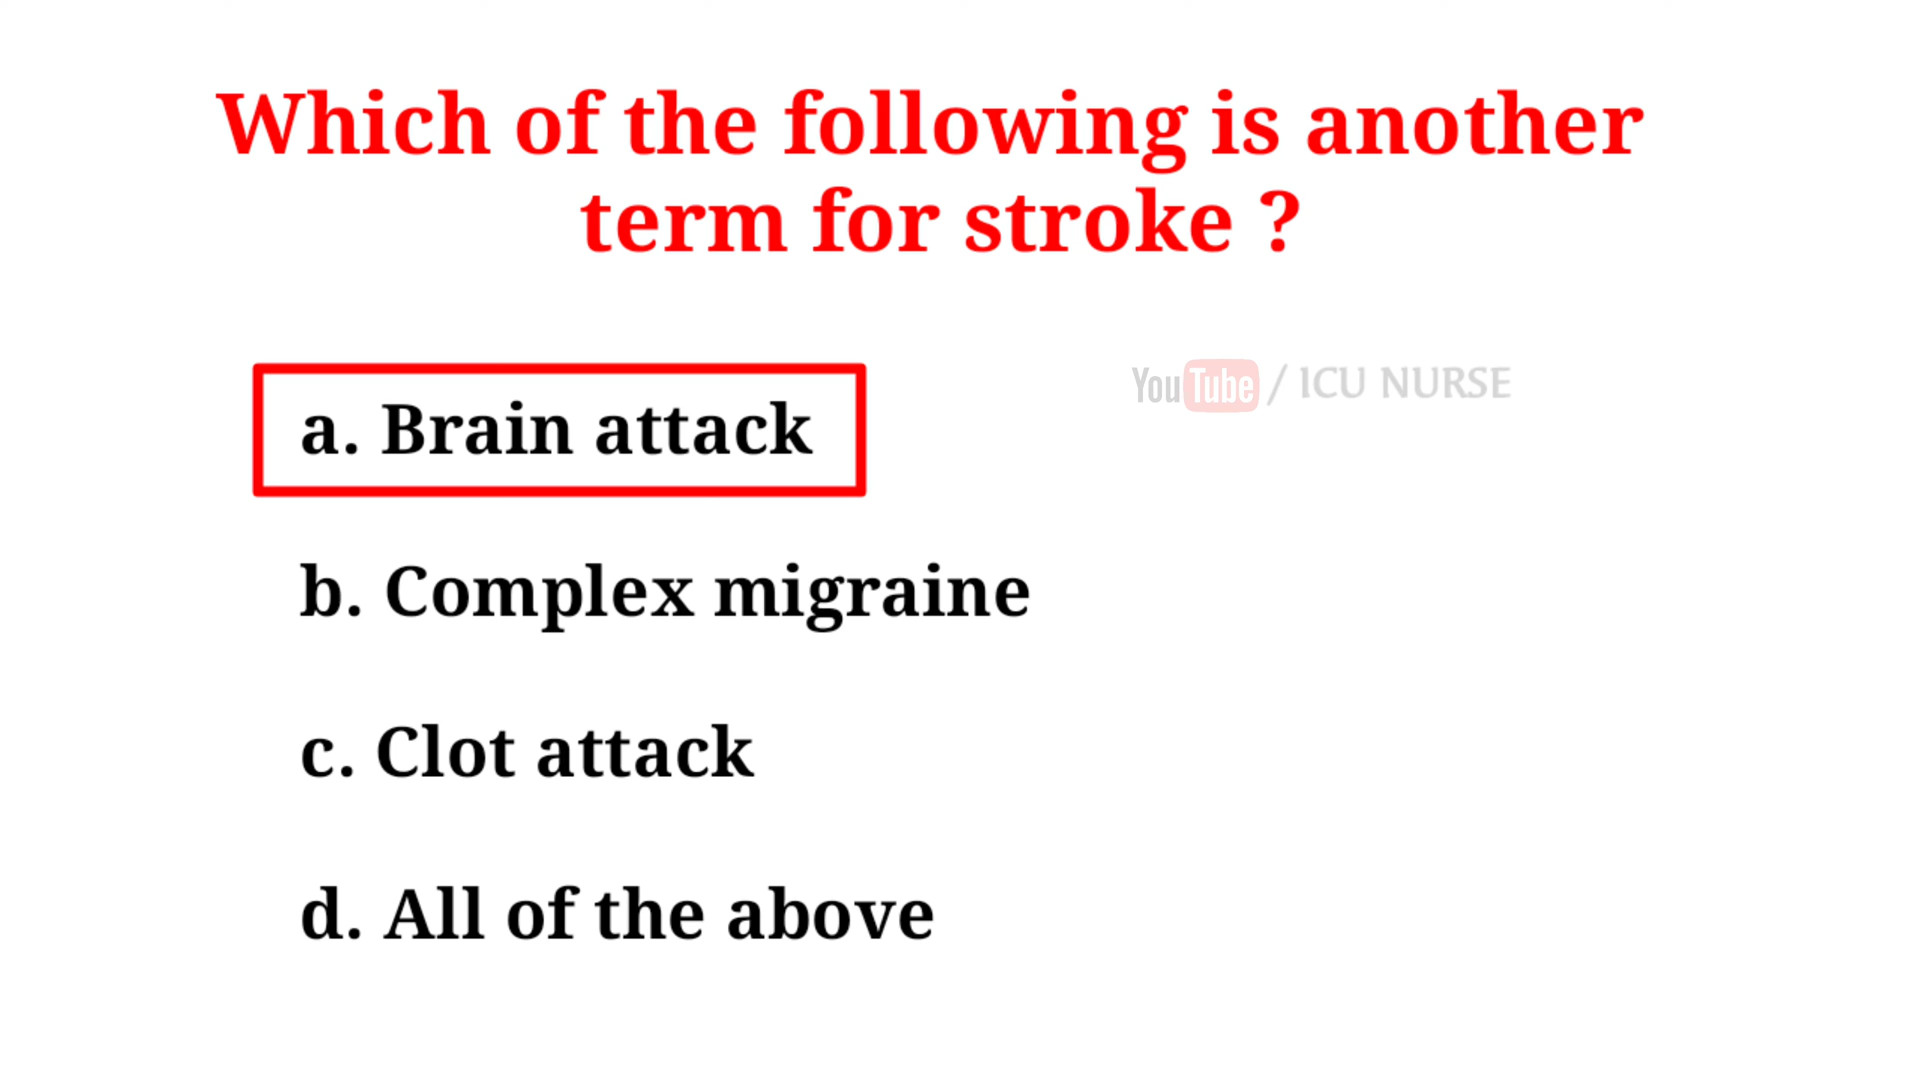 Which of the following is another
term for stroke ?
a. Brain attack
YouTube / ICU NURSE
b. Complex migraine
c. Clot attack
d. All of the above